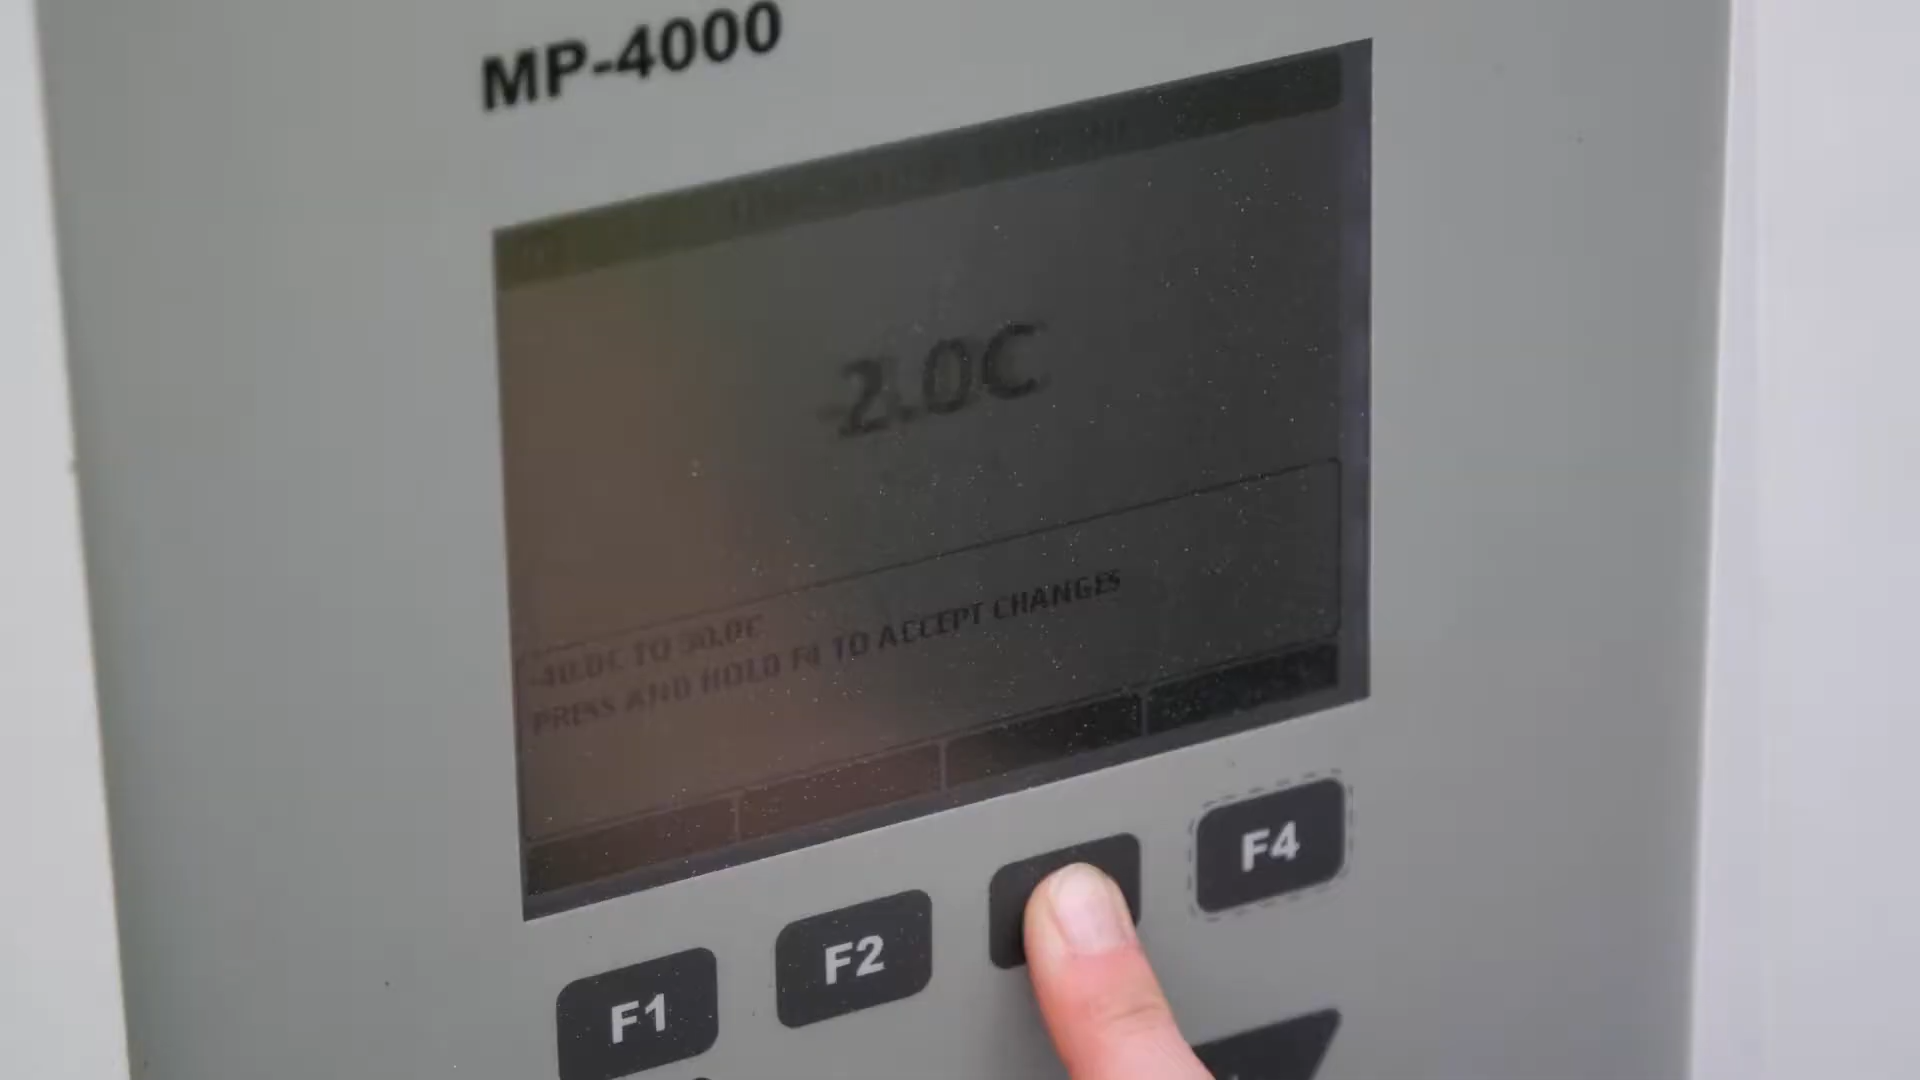 MP-4000
-2.0C
-40.0C TO 30.0C
PRESS AND HOLD F4 TO ACCEPT CHANGES
F1
F2
F4